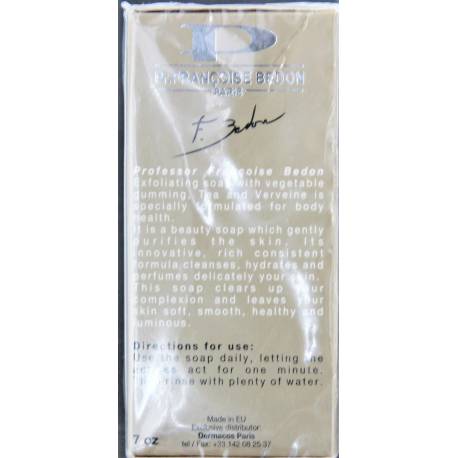 P
Pr.FRANÇOISE BEDON
PARIS
F. Bedon
Professor Françoise Bedon
Exfoliating soap with vegetable
gumming, Tea and Verveine is
specially formulated for body
health.
It is a beauty soap which gently
purifies the skin. Its
innovative, rich consistent
formula cleanses, hydrates and
perfumes delicately your skin.
This soap clears up your
complexion and leaves your
skin soft, smooth, healthy and
luminous.
Directions for use:
Use the soap daily, letting the
actives act for one minute.
Then rinse with plenty of water.
Made in EU
Exclusive distributor:
Dermacos Paris
7 oz
tel / Fax: +33 142 08 25 37